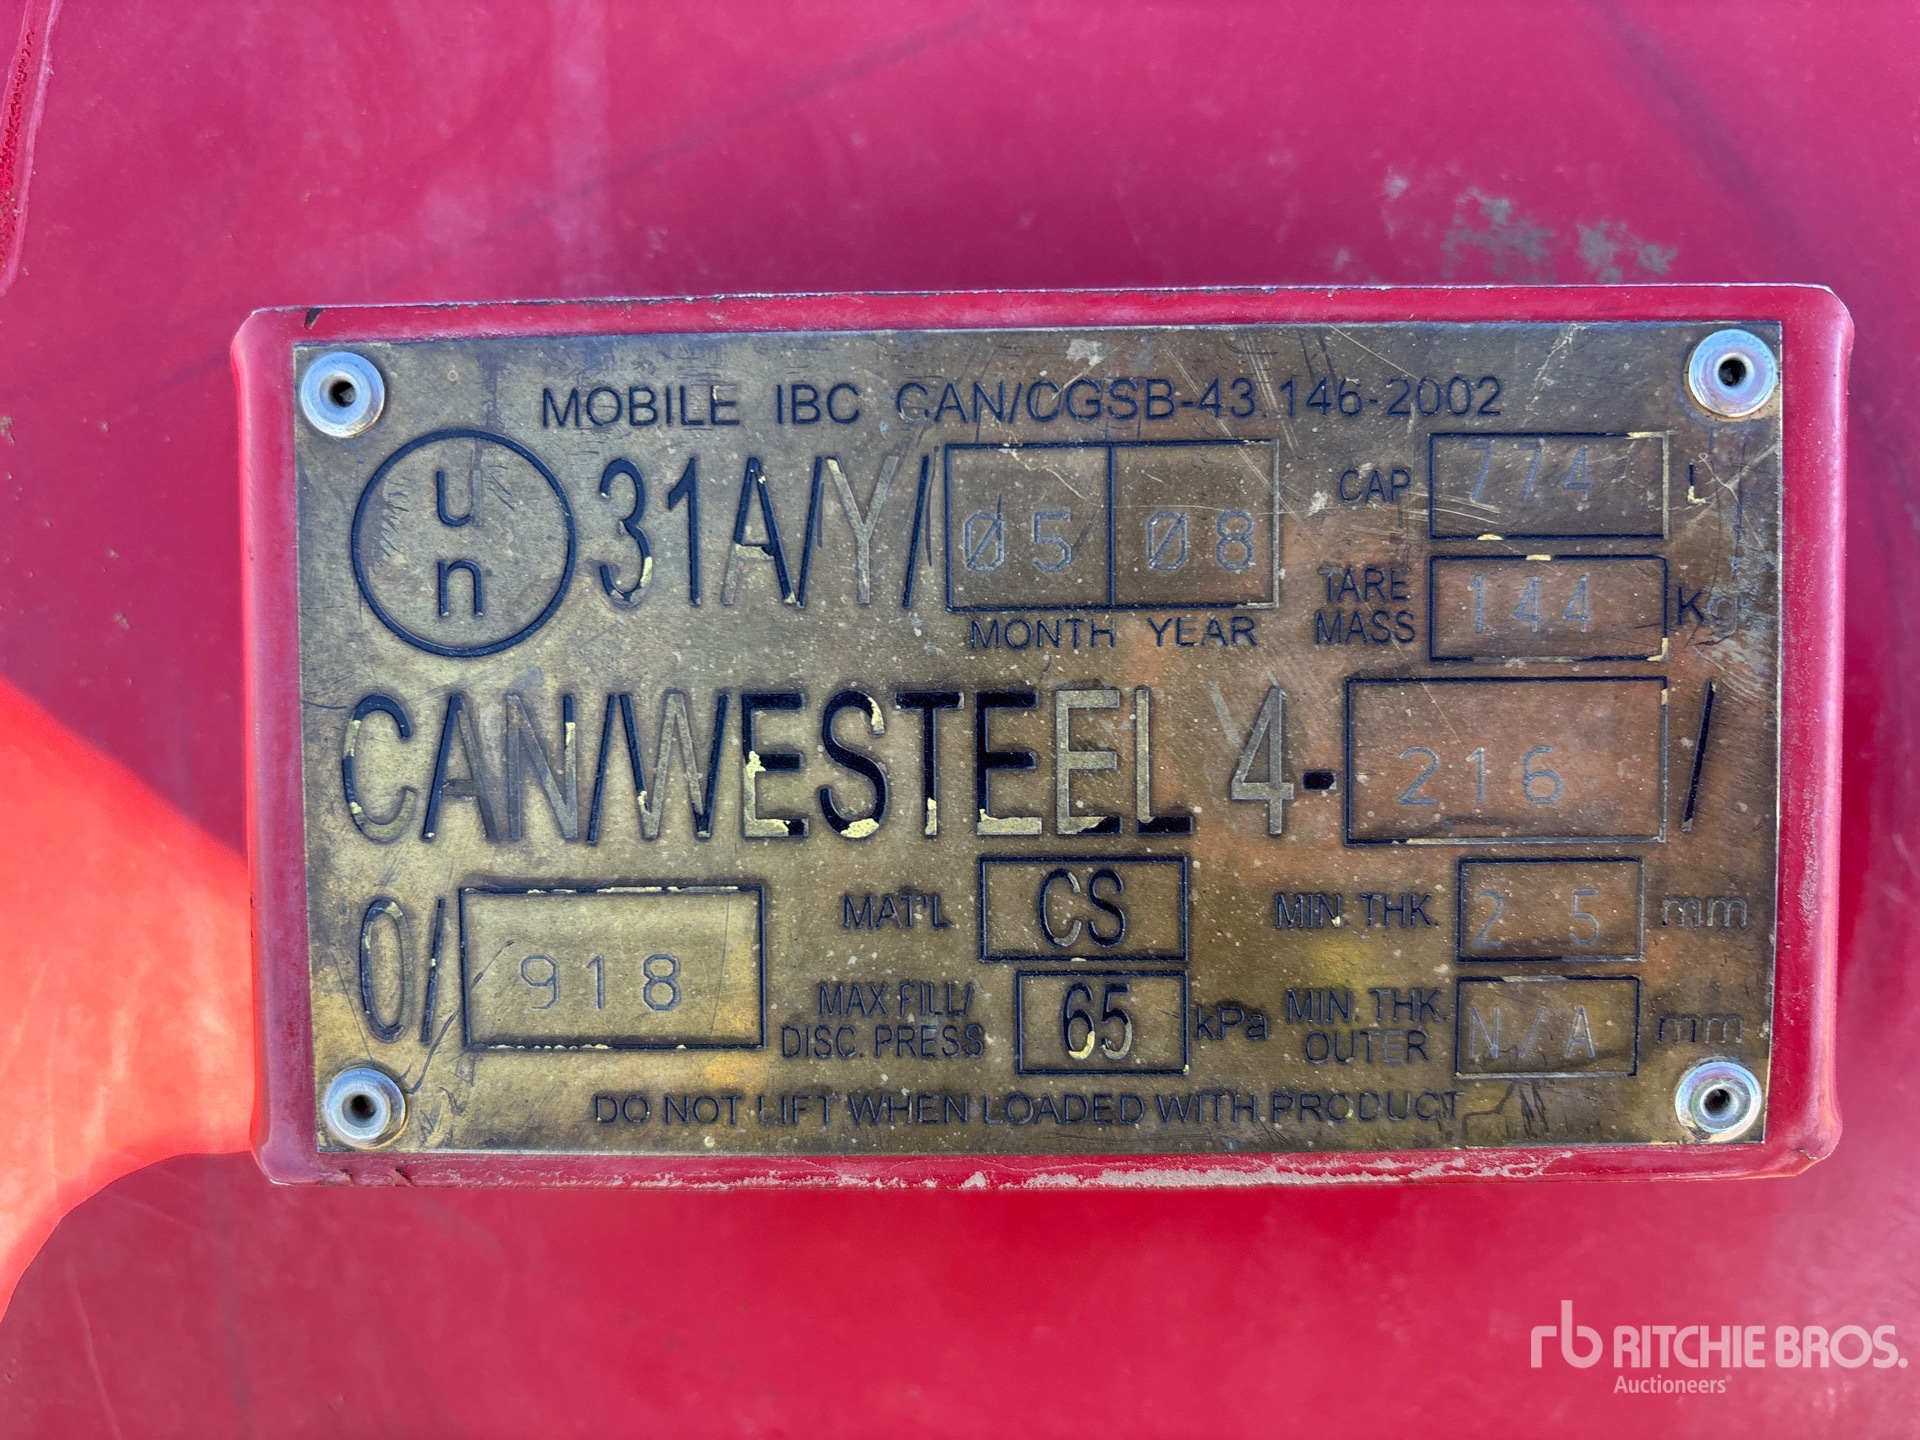 MOBILE IBC CAN/CGSB-43.146-2002
un 31A/Y/ 05 08 CAP 774 L
MONTH YEAR TARE MASS 144 Kg
CAN/WESTEEL 4- 216 /
0/ 918 MAT'L CS MIN. THK. 2.5 mm
MAX FILL/ DISC. PRESS 65 kPa MIN. THK. OUTER N/A mm
DO NOT LIFT WHEN LOADED WITH PRODUCT
rb RITCHIE BROS.
Auctioneers